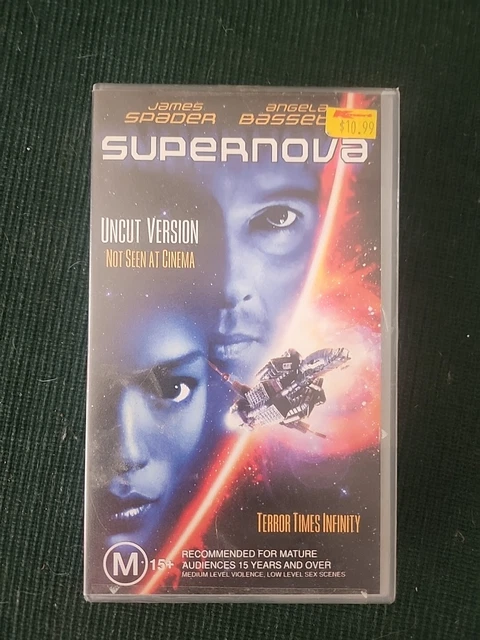 JAMES ANGELA
SPADER BASSET
$10.99
SUPERNOVA
UNCUT VERSION
NOT SEEN AT CINEMA
TERROR TIMES INFINITY
M 15+
RECOMMENDED FOR MATURE
AUDIENCES 15 YEARS AND OVER
MEDIUM LEVEL VIOLENCE, LOW LEVEL SEX SCENES